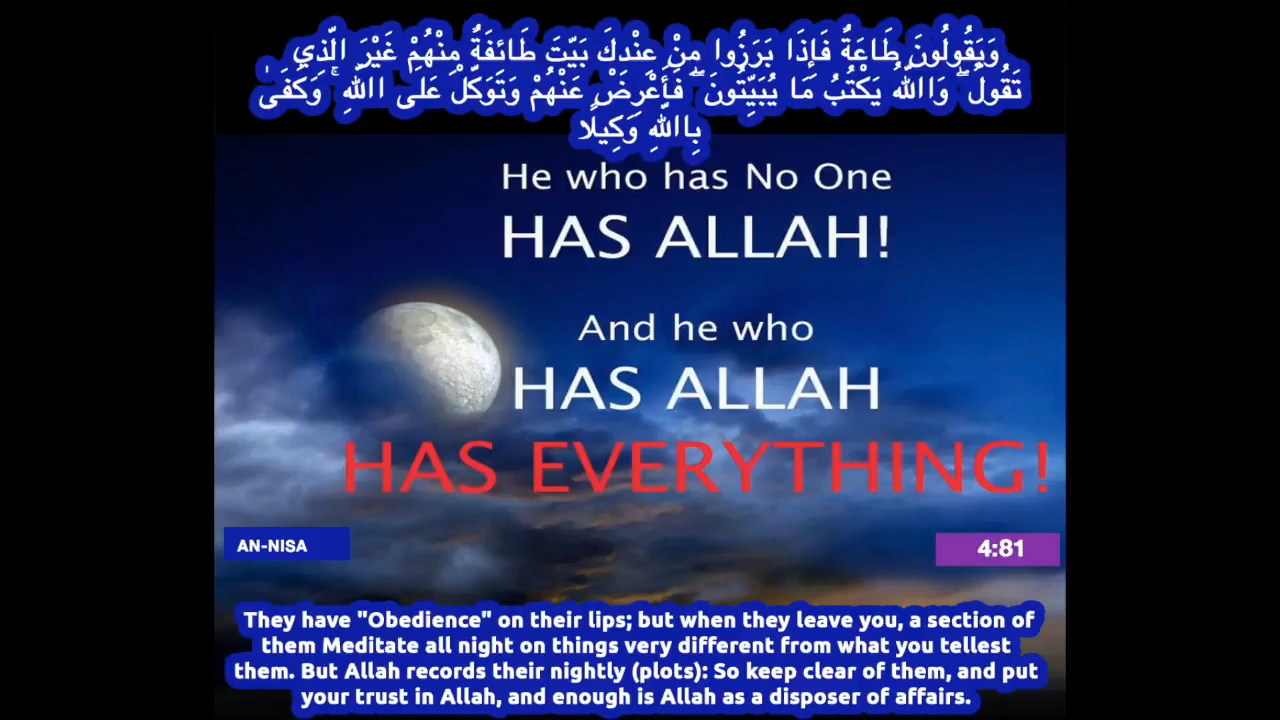 وَيَقُولُونَ طَاعَةٌ فَإِذَا بَرَزُوا مِنْ عِنْدِكَ بَيَّتَ طَائِفَةٌ مِنْهُمْ غَيْرَ الَّذِي
تَقُولُ ۖ وَاللَّهُ يَكْتُبُ مَا يُبَيِّتُونَ ۖ فَأَعْرِضْ عَنْهُمْ وَتَوَكَّلْ عَلَى اللَّهِ ۚ وَكَفَىٰ
بِاللَّهِ وَكِيلًا
He who has No One
HAS ALLAH!
And he who
HAS ALLAH
HAS EVERYTHING!
AN-NISA
4:81
They have "Obedience" on their lips; but when they leave you, a section of
them Meditate all night on things very different from what you tellest
them. But Allah records their nightly (plots): So keep clear of them, and put
your trust in Allah, and enough is Allah as a disposer of affairs.